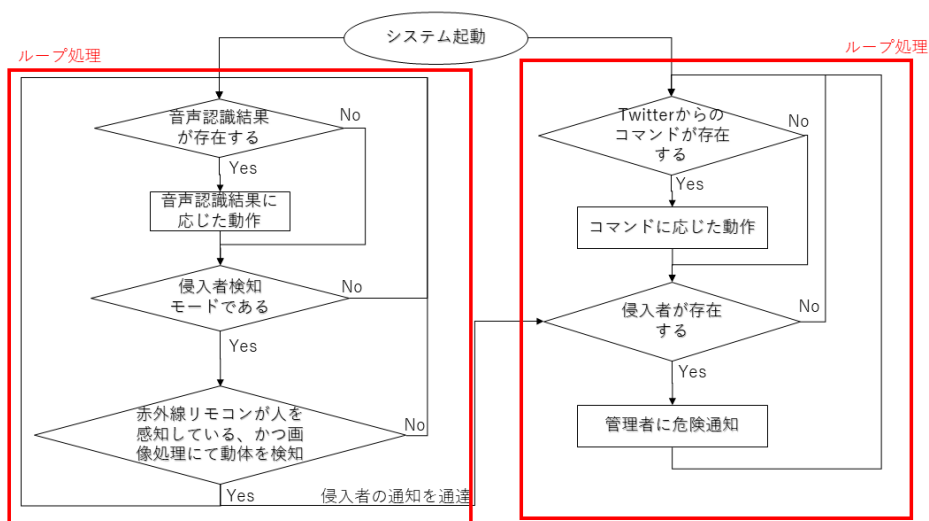 システム起動
ループ処理
音声認識結果
が存在する
No
Yes
音声認識結果に
応じた動作
侵入者検知
モードである
No
Yes
赤外線リモコンが人を
感知している、かつ画
像処理にて動体を検知
No
Yes
侵入者の通知を通達
ループ処理
Twitterからの
コマンドが存在
する
No
Yes
コマンドに応じた動作
侵入者が存在
する
No
Yes
管理者に危険通知